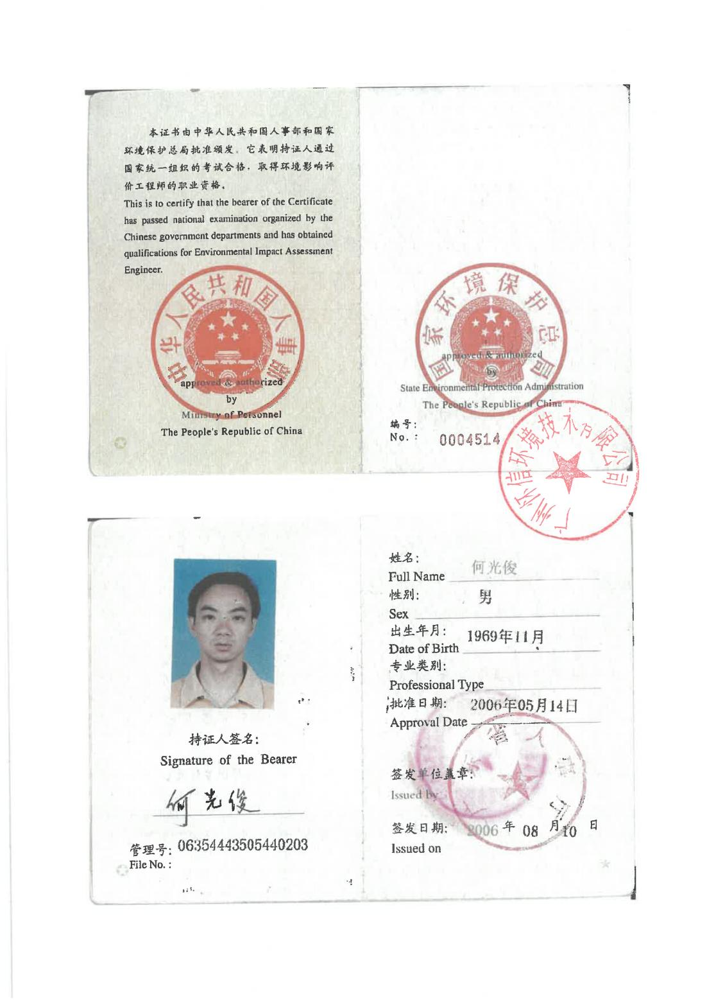 本证书由中华人民共和国人事部和国家
环境保护总局批准颁发。它表明持证人通过
国家统一组织的考试合格，取得环境影响评
价工程师的职业资格。
This is to certify that the bearer of the Certificate
has passed national examination organized by the
Chinese government departments and has obtained
qualifications for Environmental Impact Assessment
Engineer.
中华人民共和国人事部
approved & authorized
by
Ministry of Personnel
The People's Republic of China
国家环境保护总局
approved & authorized
by
State Environmental Protection Administration
The People's Republic of China
编号:
No. : 0004514
广州怀信环境技术有限公司
持证人签名:
Signature of the Bearer
何光俊
管理号: 06354443505440203
File No. :
姓名: 何光俊
Full Name
性别: 男
Sex
出生年月: 1969年11月
Date of Birth
专业类别:
Professional Type
批准日期: 2006年05月14日
Approval Date
签发单位盖章:
Issued by
省人事厅
签发日期: 2006 年 08 月 10 日
Issued on